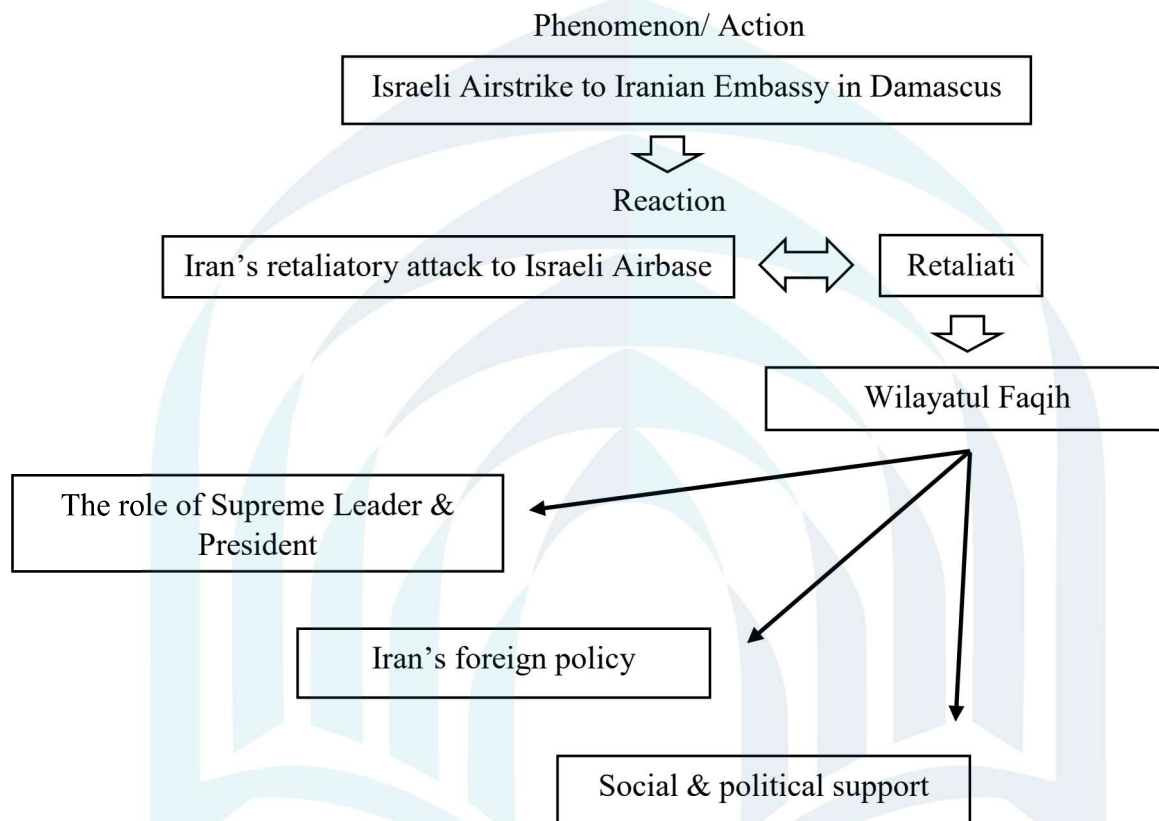 Phenomenon/ Action
Israeli Airstrike to Iranian Embassy in Damascus
Reaction
Iran’s retaliatory attack to Israeli Airbase
Retaliati
Wilayatul Faqih
The role of Supreme Leader &
President
Iran’s foreign policy
Social & political support